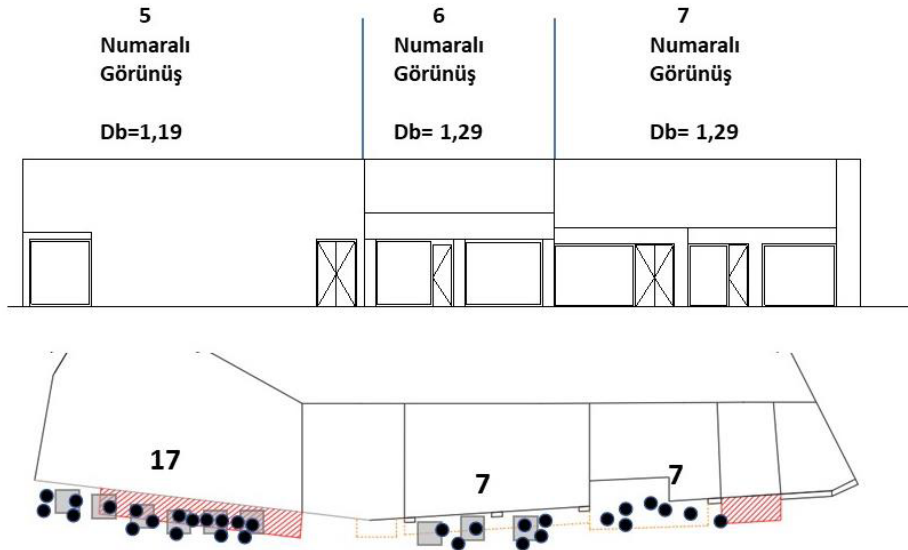 5
Numaralı
Görünüş
Db=1,19
6
Numaralı
Görünüş
Db= 1,29
7
Numaralı
Görünüş
Db= 1,29
17
7
7